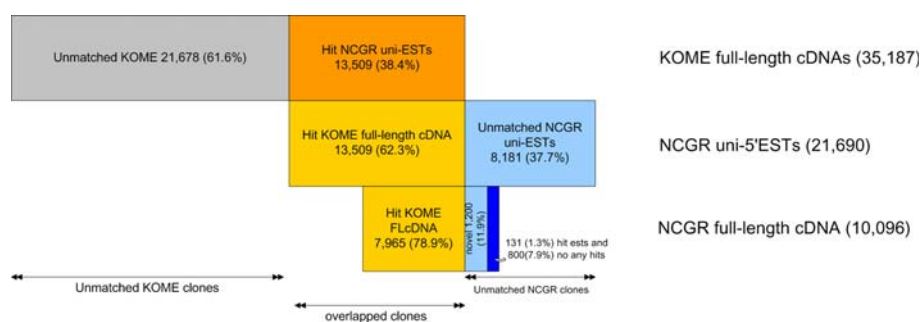 Unmatched KOME 21,678 (61.6%)
Hit NCGR uni-ESTs
13,509 (38.4%)
KOME full-length cDNAs (35,187)
Hit KOME full-length cDNA
13,509 (62.3%)
Unmatched NCGR
uni-ESTs
8,181 (37.7%)
NCGR uni-5'ESTs (21,690)
Hit KOME
FLcDNA
7,965 (78.9%)
novel 1,200
(11.9%)
131 (1.3%) hit ests and
800(7.9%) no any hits
NCGR full-length cDNA (10,096)
Unmatched KOME clones
Unmatched NCGR clones
overlapped clones